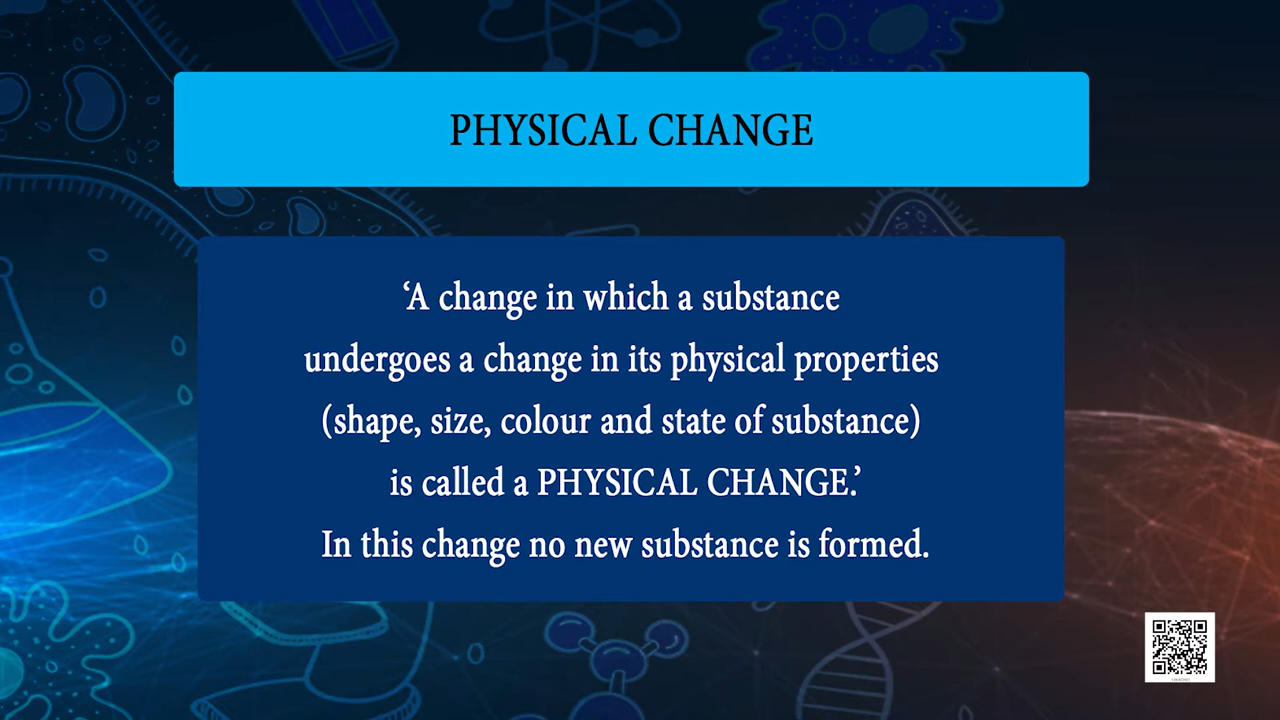 PHYSICAL CHANGE
‘A change in which a substance
undergoes a change in its physical properties
(shape, size, colour and state of substance)
is called a PHYSICAL CHANGE.’
In this change no new substance is formed.